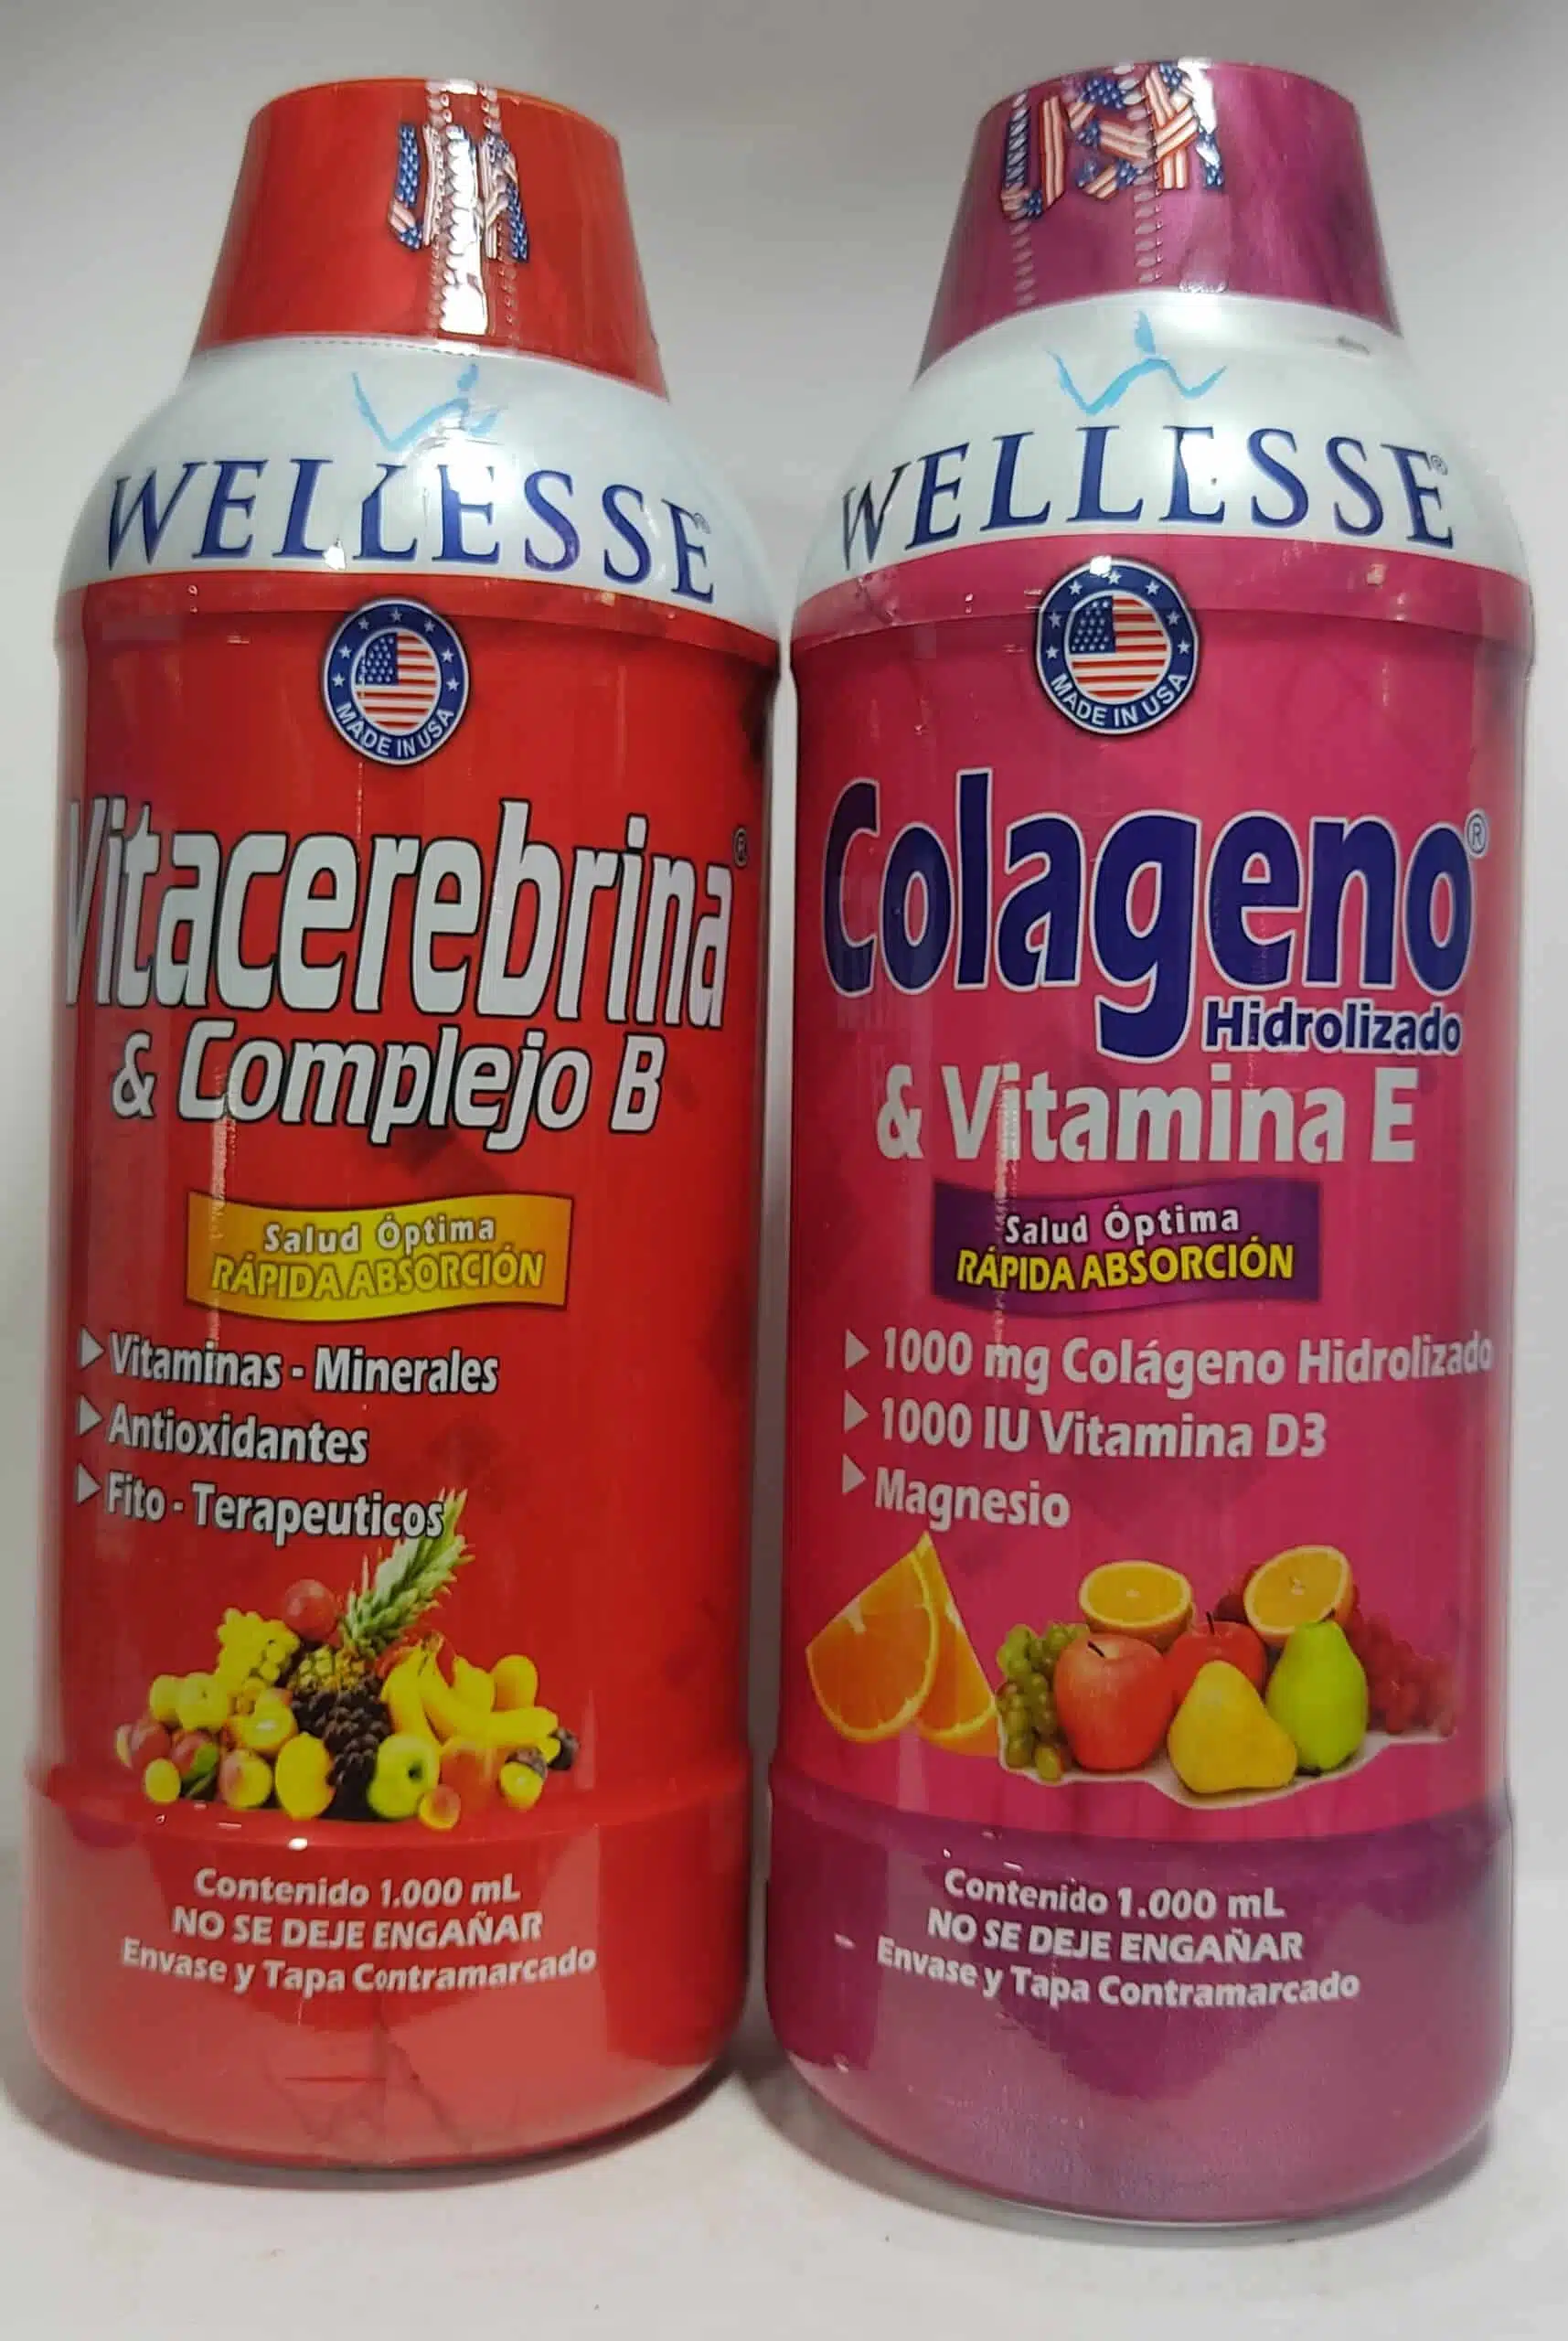 USA
WELLESSE®
MADE IN USA
Vitacerebrina®
& Complejo B
Salud Óptima
RÁPIDA ABSORCIÓN
Vitaminas - Minerales
Antioxidantes
Fito - Terapeuticos
Contenido 1.000 mL
NO SE DEJE ENGAÑAR
Envase y Tapa Contramarcado
USA
WELLESSE®
MADE IN USA
Colageno®
Hidrolizado
& Vitamina E
Salud Óptima
RÁPIDA ABSORCIÓN
1000 mg Colágeno Hidrolizado
1000 IU Vitamina D3
Magnesio
Contenido 1.000 mL
NO SE DEJE ENGAÑAR
Envase y Tapa Contramarcado